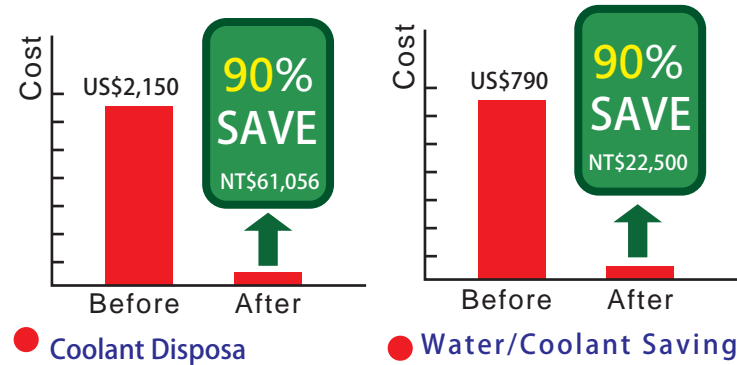 Cost
US$2,150
90%
SAVE
NT$61,056
Before After
Coolant Disposa
Cost
US$790
90%
SAVE
NT$22,500
Before After
Water/Coolant Saving